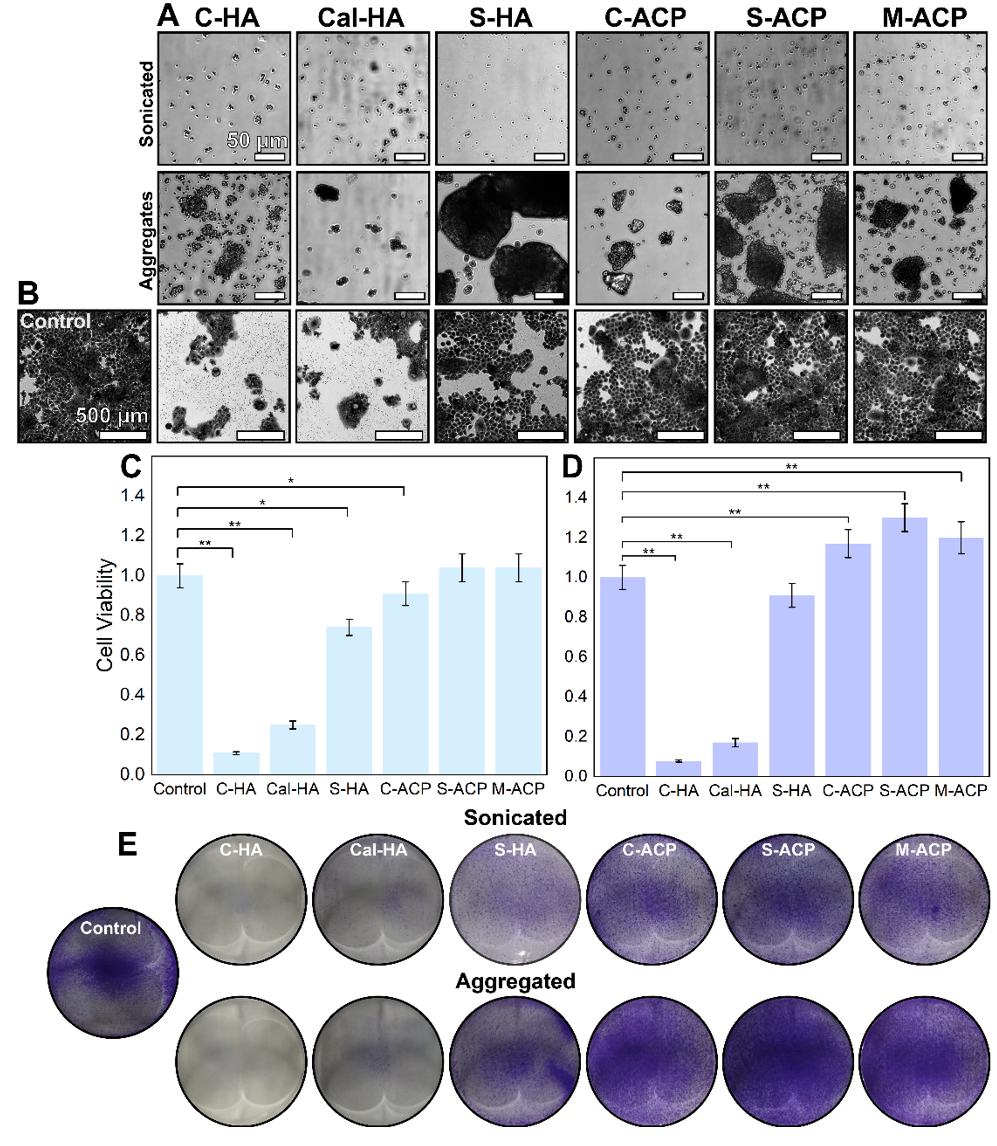 A
C-HA Cal-HA S-HA C-ACP S-ACP M-ACP
Sonicated
50 µm
Aggregates
B
Control
500 µm
C
Cell Viability
1.4
1.2
1.0
0.8
0.6
0.4
0.2
0.0
* 
*
**
**
Control C-HA Cal-HA S-HA C-ACP S-ACP M-ACP
D
1.4
1.2
1.0
0.8
0.6
0.4
0.2
0.0
**
**
**
**
**
Control C-HA Cal-HA S-HA C-ACP S-ACP M-ACP
E
Sonicated
C-HA Cal-HA S-HA C-ACP S-ACP M-ACP
Control
Aggregated